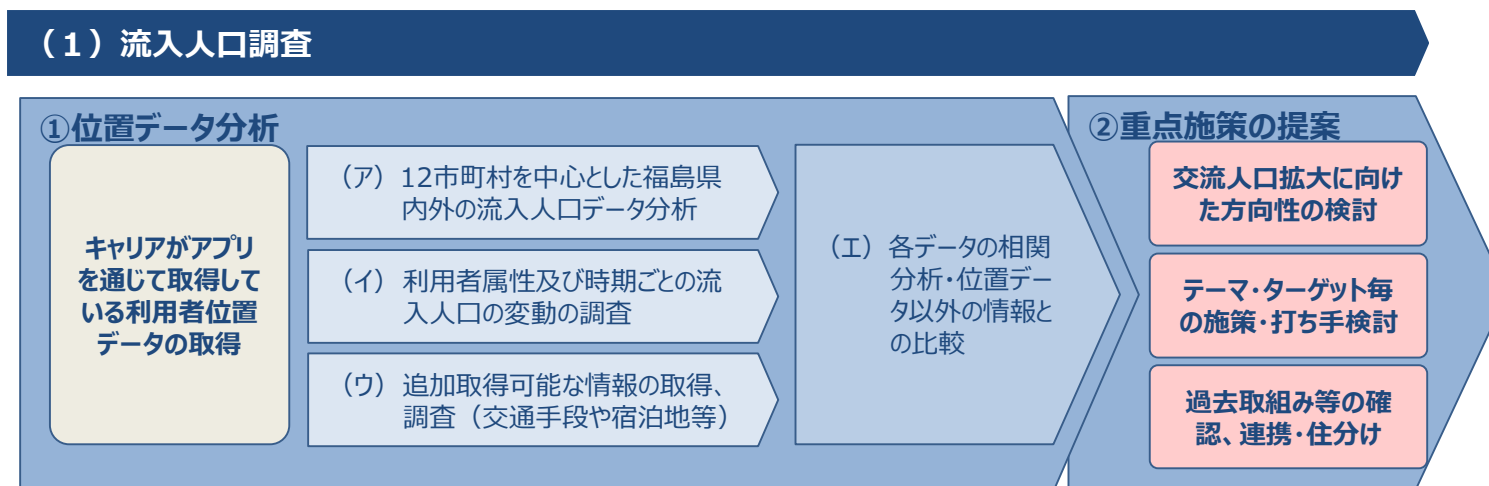 （1）流入人口調査
①位置データ分析
キャリアがアプリ
を通じて取得して
いる利用者位置
データの取得
（ア）12市町村を中心とした福島県
内外の流入人口データ分析
（イ）利用者属性及び時期ごとの流
入人口の変動の調査
（ウ）追加取得可能な情報の取得、
調査（交通手段や宿泊地等）
（エ）各データの相関
分析・位置デー
タ以外の情報と
の比較
②重点施策の提案
交流人口拡大に向け
た方向性の検討
テーマ・ターゲット毎
の施策・打ち手検討
過去取組み等の確
認、連携・住分け